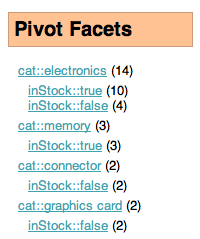 Pivot Facets
cat::electronics (14)
inStock::true (10)
inStock::false (4)
cat::memory (3)
inStock::true (3)
cat::connector (2)
inStock::false (2)
cat::graphics card (2)
inStock::false (2)